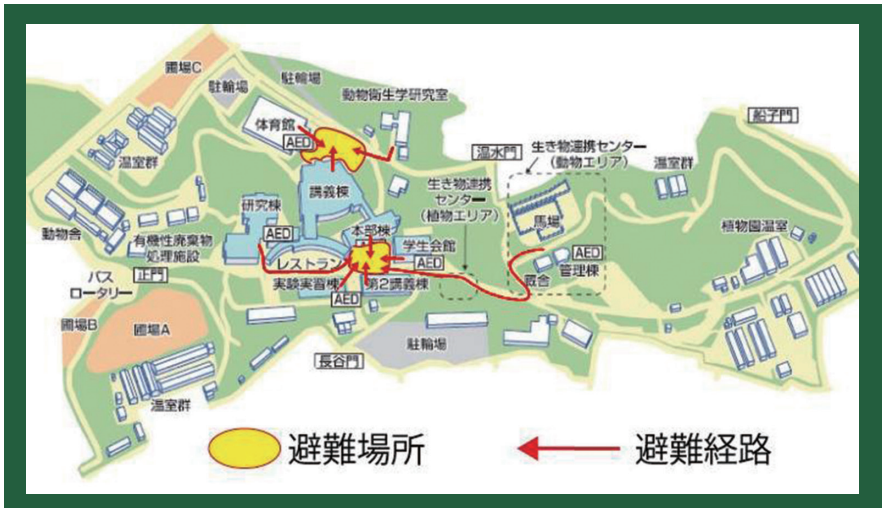 圃場C
駐輪場
駐輪場
動物衛生学研究室
体育館
AED
船子門
温室群
温水門
生き物連携センター
(動物エリア)
温室群
生き物連携
センター
(植物エリア)
講義棟
研究棟
馬場
動物舎
有機性廃棄物
処理施設
AED
本部棟
学生会館
植物園温室
バス
ロータリー
正門
レストラン
AED
AED
厩舎
管理棟
実験実習棟
第2講義棟
AED
圃場B
圃場A
駐輪場
長谷門
温室群
避難場所
避難経路